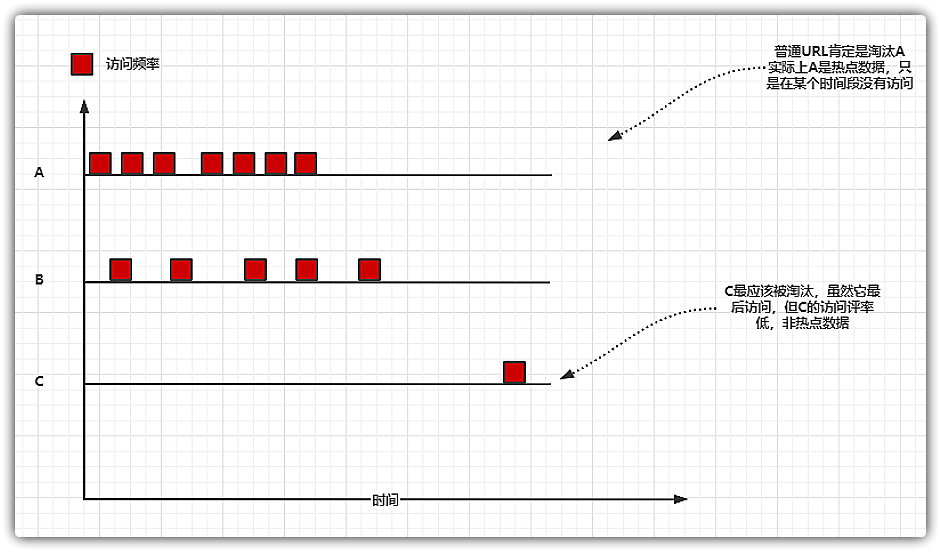 访问频率
普通URL肯定是淘汰A
实际上A是热点数据，只
是在某个时间段没有访问
A
B
C最应该被淘汰，虽然它最
后访问，但C的访问评率
低，非热点数据
C
时间